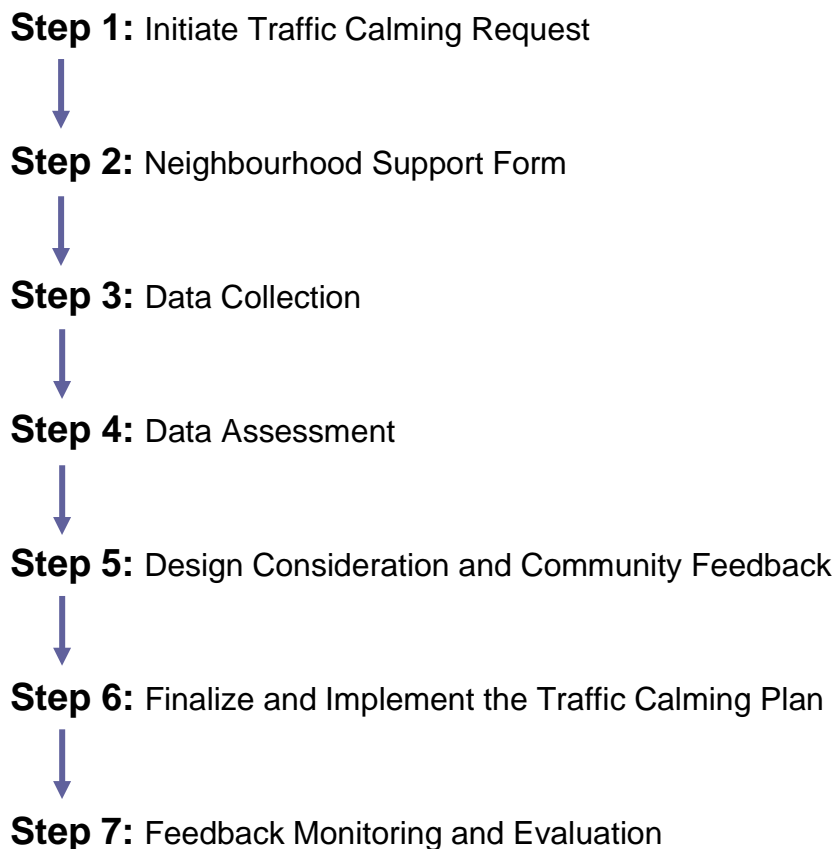 Step 1: Initiate Traffic Calming Request
Step 2: Neighbourhood Support Form
Step 3: Data Collection
Step 4: Data Assessment
Step 5: Design Consideration and Community Feedback
Step 6: Finalize and Implement the Traffic Calming Plan
Step 7: Feedback Monitoring and Evaluation